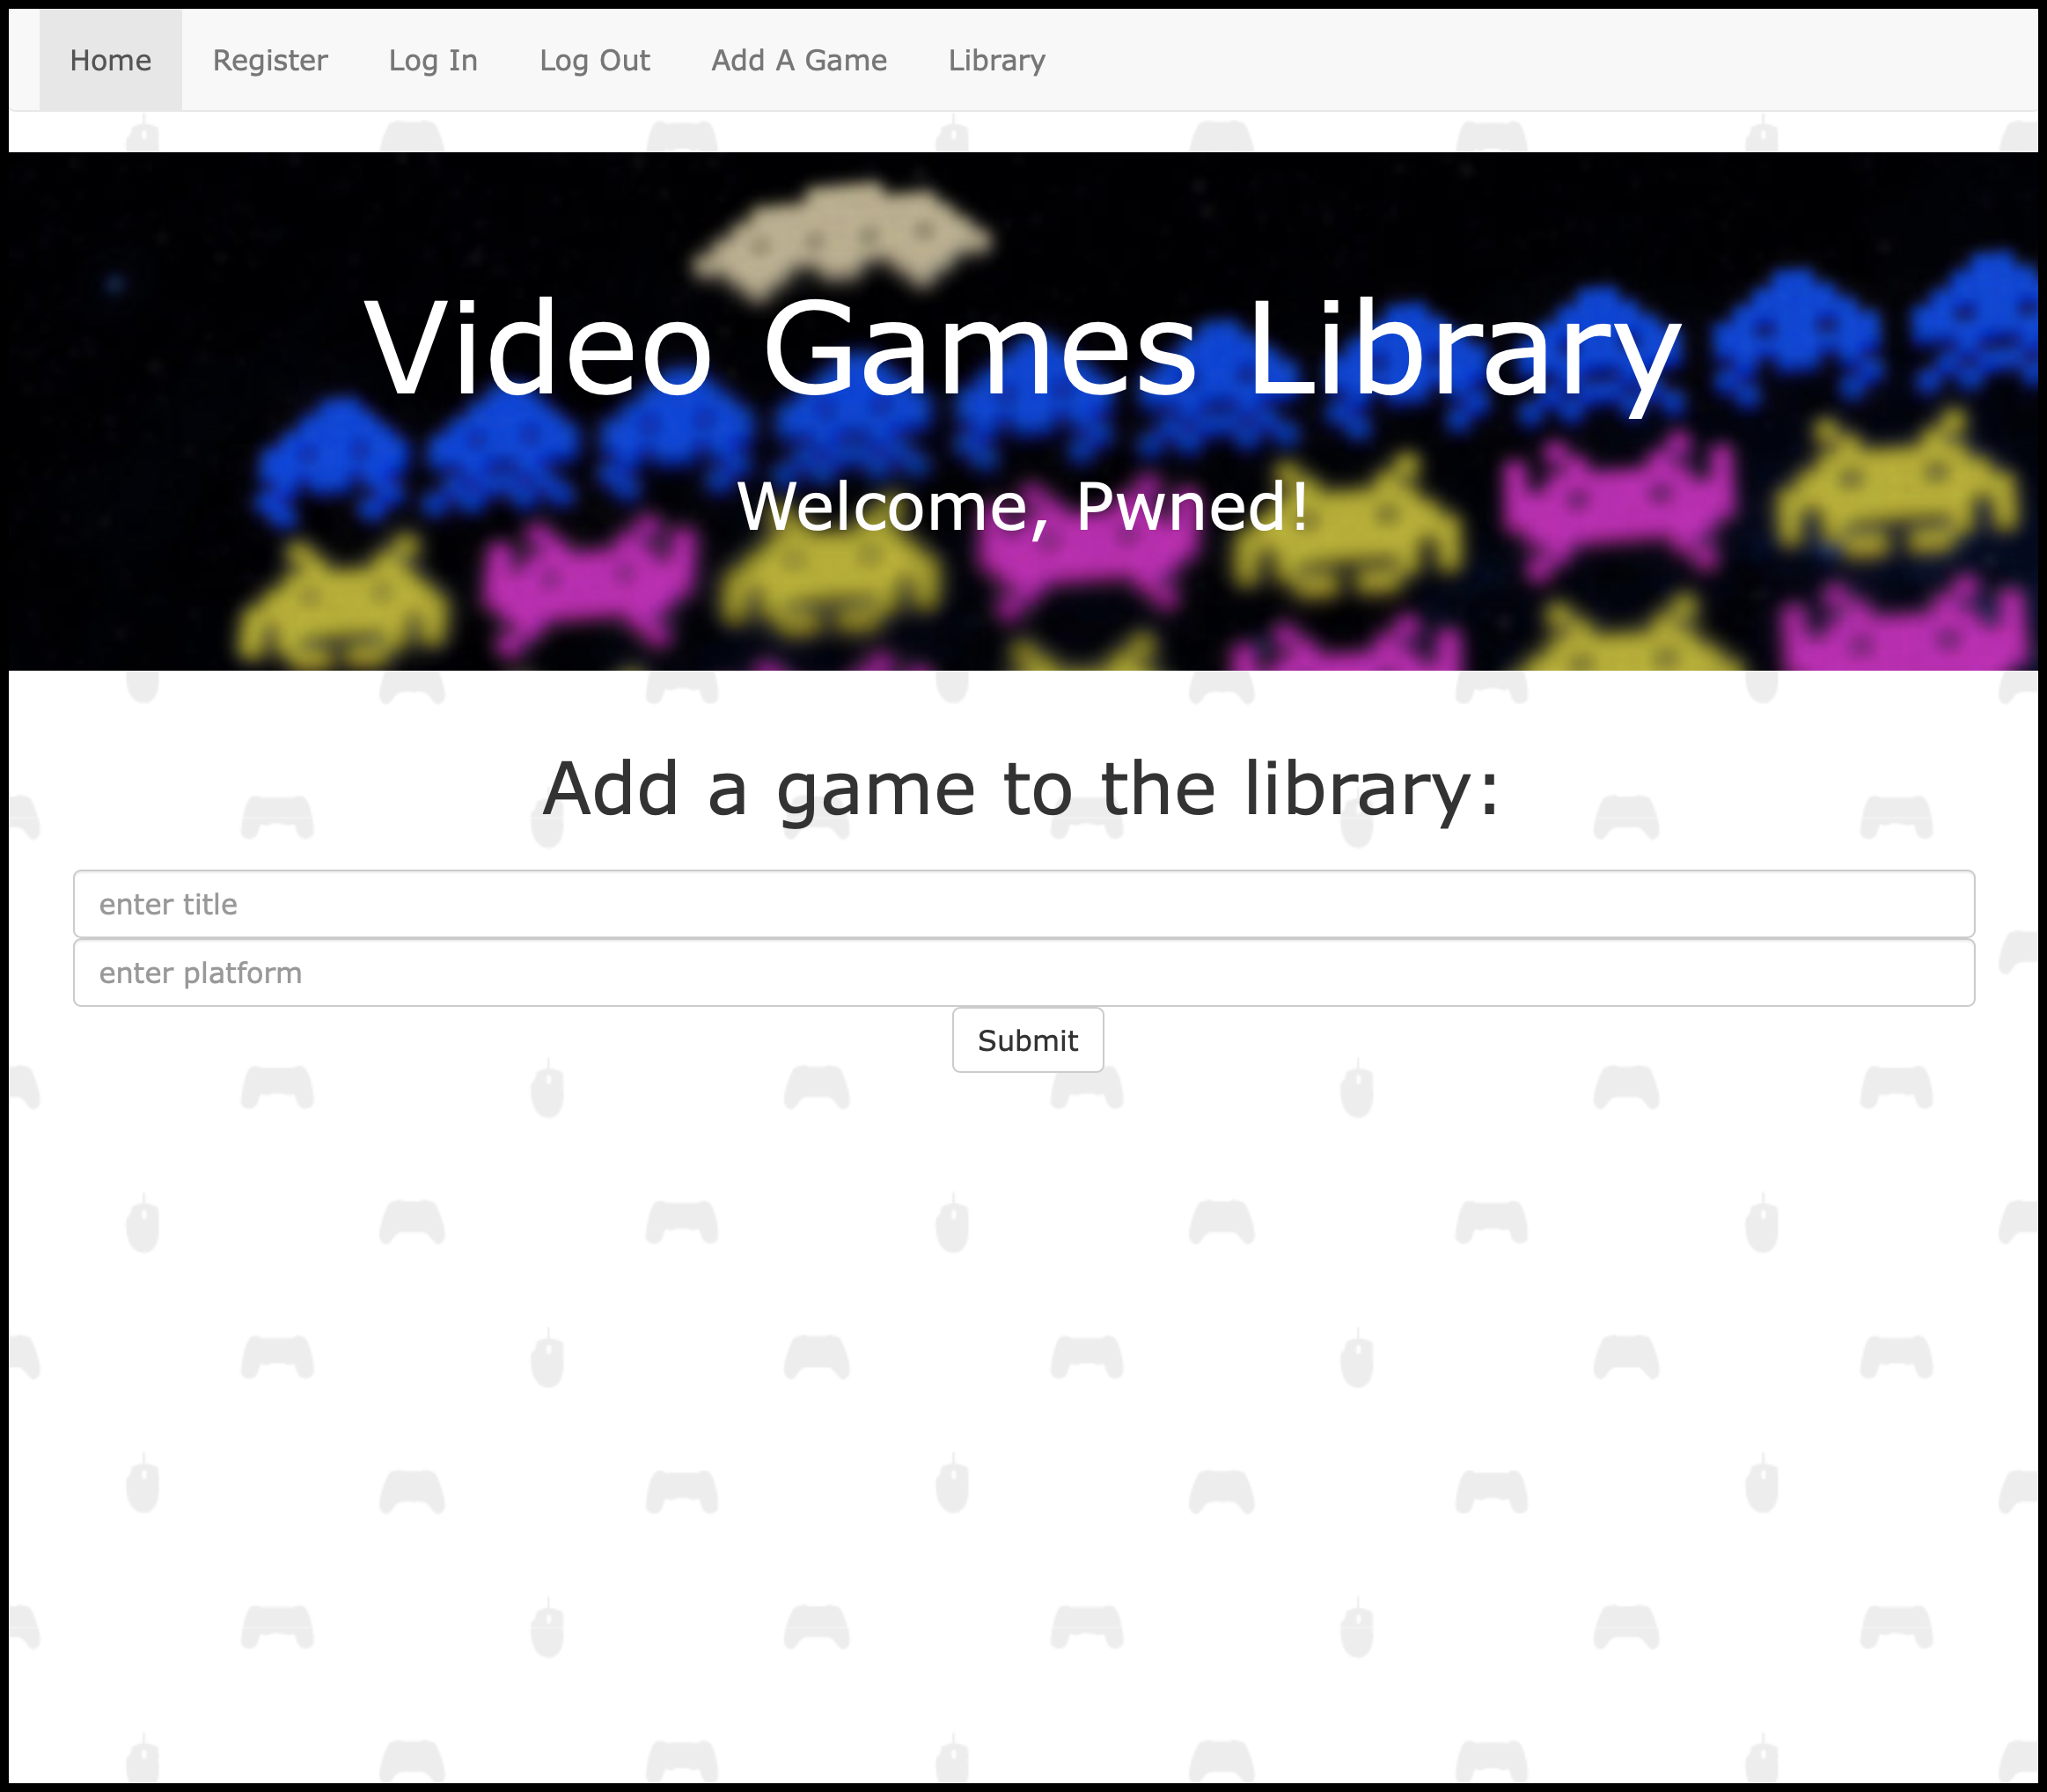 Home Register Log In Log Out Add A Game Library
Video Games Library
Welcome, Pwned!
Add a game to the library:
enter title
enter platform
Submit